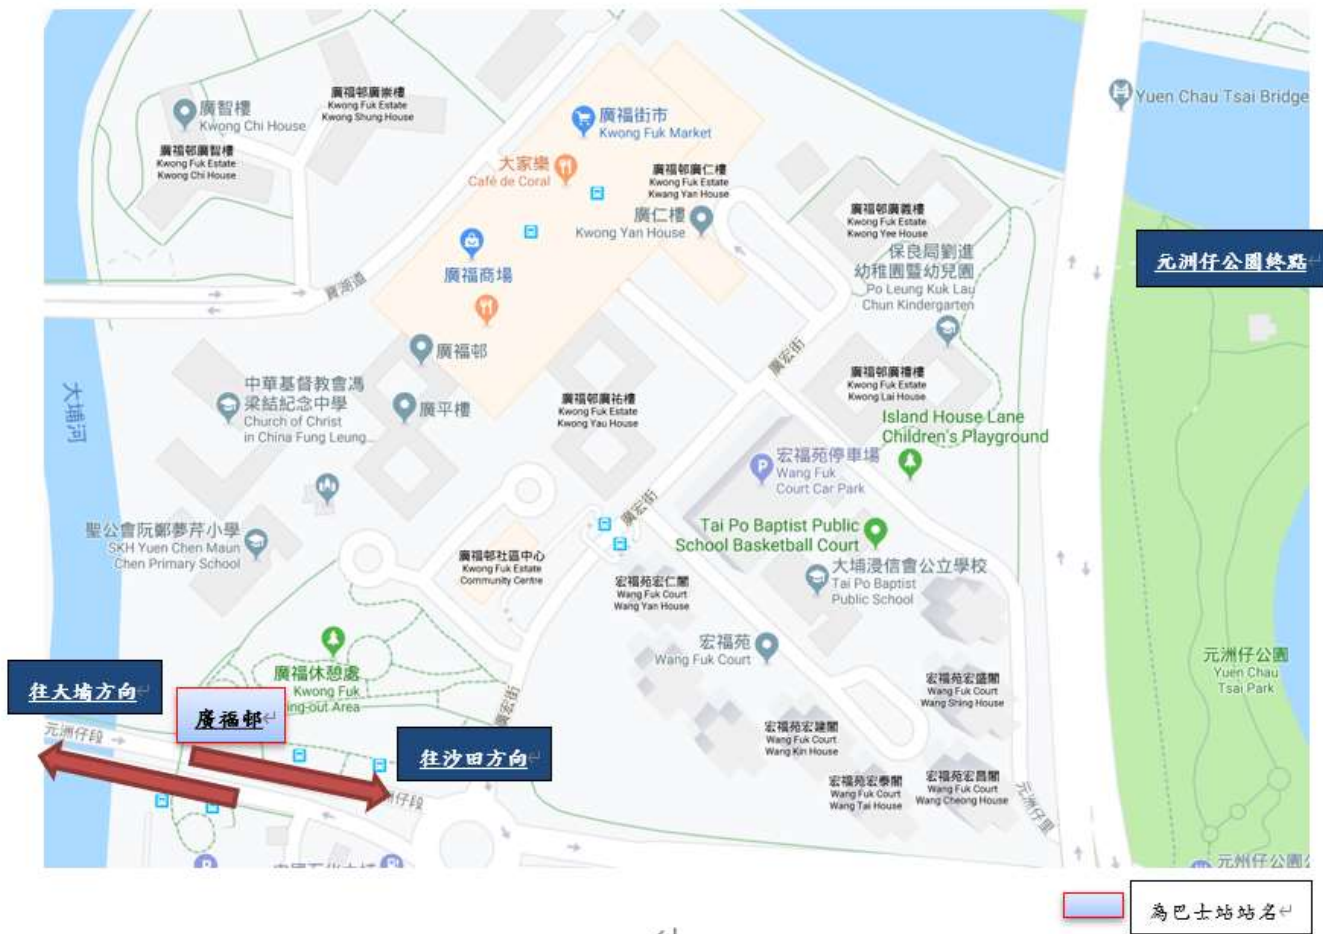 Yuen Chau Tsai Bridge
廣福邨廣崇樓
Kwong Fuk Estate
Kwong Shung House
廣智樓
Kwong Chi House
廣福邨廣智樓
Kwong Fuk Estate
Kwong Chi House
廣福街市
Kwong Fuk Market
大家樂
Café de Coral
廣福邨廣仁樓
Kwong Fuk Estate
Kwang Yan House
廣仁樓
Kwong Yan House
廣福邨廣義樓
Kwong Fuk Estate
Kwong Yee House
保良局劉進
幼稚園暨幼兒園
Po Leung Kuk Lau
Chun Kindergarten
元洲仔公園終點
廣福商場
寶湖道
廣福邨
廣宏街
大埔河
中華基督教會馮
梁結紀念中學
Church of Christ
in China Fung Leung...
廣平樓
廣福邨廣祐樓
Kwong Fuk Estate
Kwong Yau House
廣福邨廣禮樓
Kwong Fuk Estate
Kwong Lai House
Island House Lane
Children's Playground
宏福苑停車場
Wang Fuk
Court Car Park
P
廣宏街
聖公會阮鄭夢芹小學
SKH Yuen Chen Maun
Chen Primary School
廣福邨社區中心
Kwong Fuk Estate
Community Centre
Tai Po Baptist Public
School Basketball Court
大埔浸信會公立學校
Tai Po Baptist
Public School
宏福苑宏仁閣
Wang Fuk Court
Wang Yan House
宏福苑
Wang Fuk Court
元洲仔公園
Yuen Chau
Tsai Park
廣福休憩處
Kwong Fuk
ing-out Area
廣宏街
宏福苑宏盛閣
Wang Fuk Court
Wang Shing House
往大埔方向
廣福邨
元洲仔段
往沙田方向
洲仔段
宏福苑宏建閣
Wang Fuk Court
Wang Kin House
宏福苑宏泰閣
Wang Fuk Court
Wang Tai House
宏福苑宏昌閣
Wang Fuk Court
Wang Cheong House
元洲仔里
P
元州仔公園公
為巴士站站名